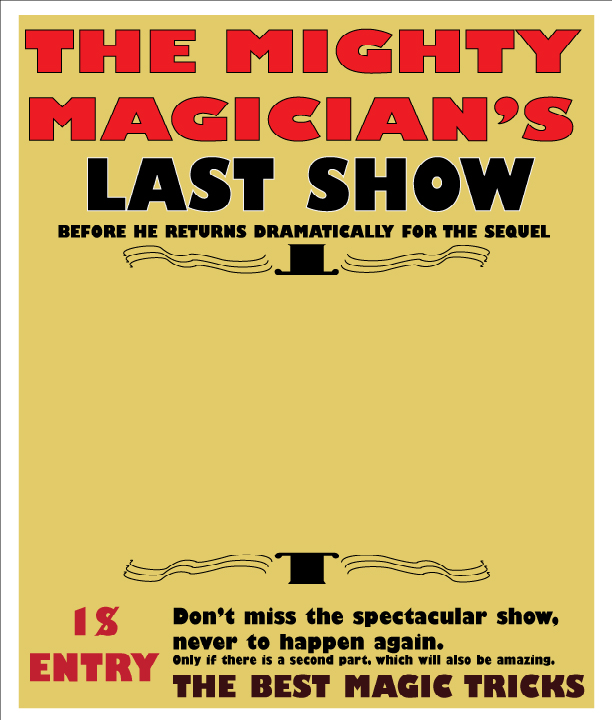 THE MIGHTY
MAGICIAN'S
LAST SHOW
BEFORE HE RETURNS DRAMATICALLY FOR THE SEQUEL
1$
ENTRY
Don't miss the spectacular show,
never to happen again.
Only if there is a second part, which will also be amazing.
THE BEST MAGIC TRICKS